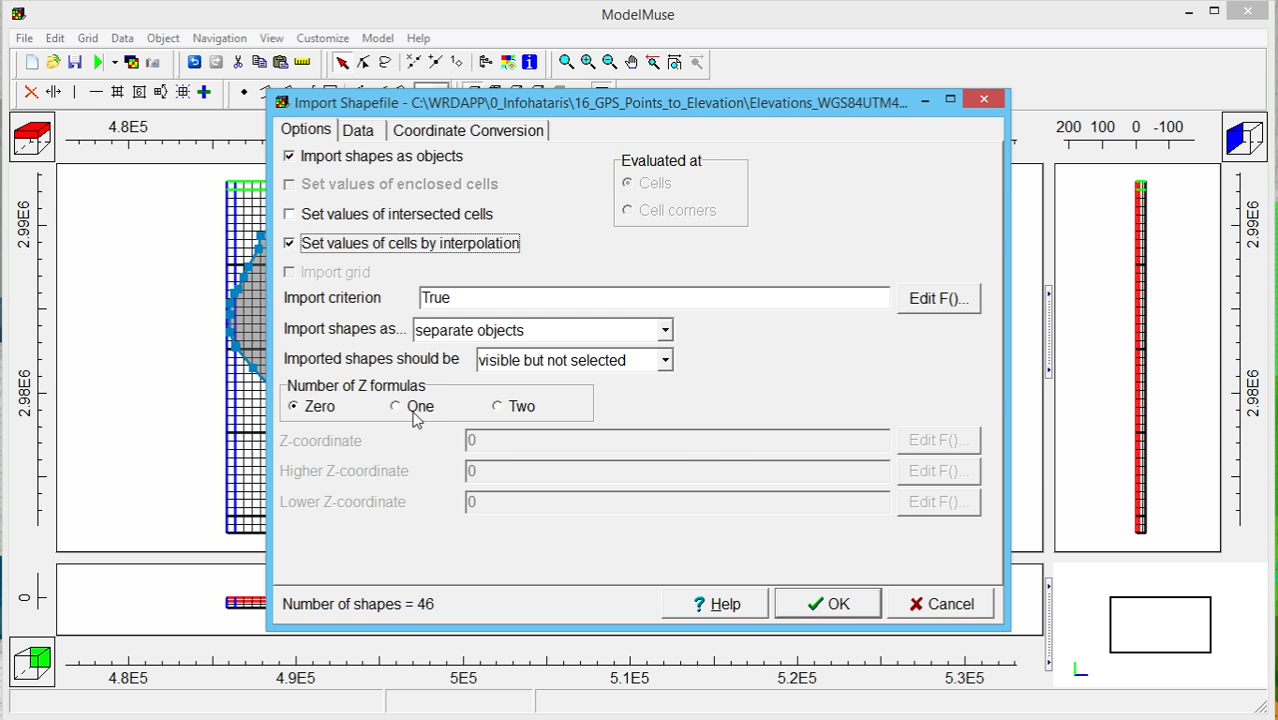 ModelMuse
File Edit Grid Data Object Navigation View Customize Model Help
Import Shapefile - C:\WRDAPP\0_Infohataris\16_GPS_Points_to_Elevation\Elevations_WGS84UTM4...
4.8E5
200 100 0 -100
Options Data Coordinate Conversion
Import shapes as objects
Evaluated at
Set values of enclosed cells
Cells
Set values of intersected cells
Cell corners
Set values of cells by interpolation
Import grid
Import criterion True Edit F()...
Import shapes as... separate objects
Imported shapes should be visible but not selected
Number of Z formulas
Zero One Two
Z-coordinate 0 Edit F()...
Higher Z-coordinate 0 Edit F()...
Lower Z-coordinate 0 Edit F()...
Number of shapes = 46 ? Help OK Cancel
2.99E6
2.98E6
2.99E6
2.98E6
0
4.8E5 4.9E5 5E5 5.1E5 5.2E5 5.3E5